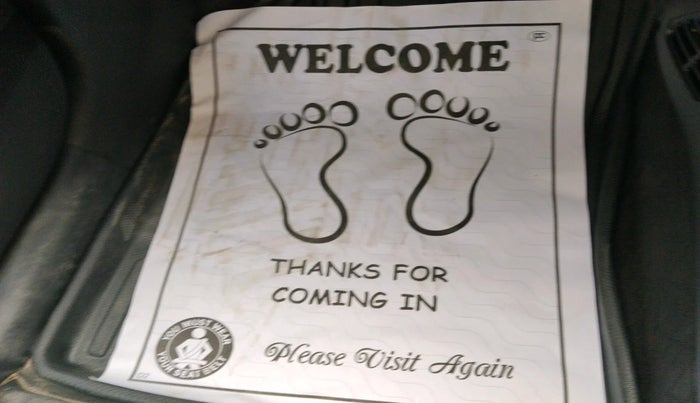 WELCOME
THANKS FOR
COMING IN
YOU MUST WEAR
YOUR SEAT BELT
Please Visit Again